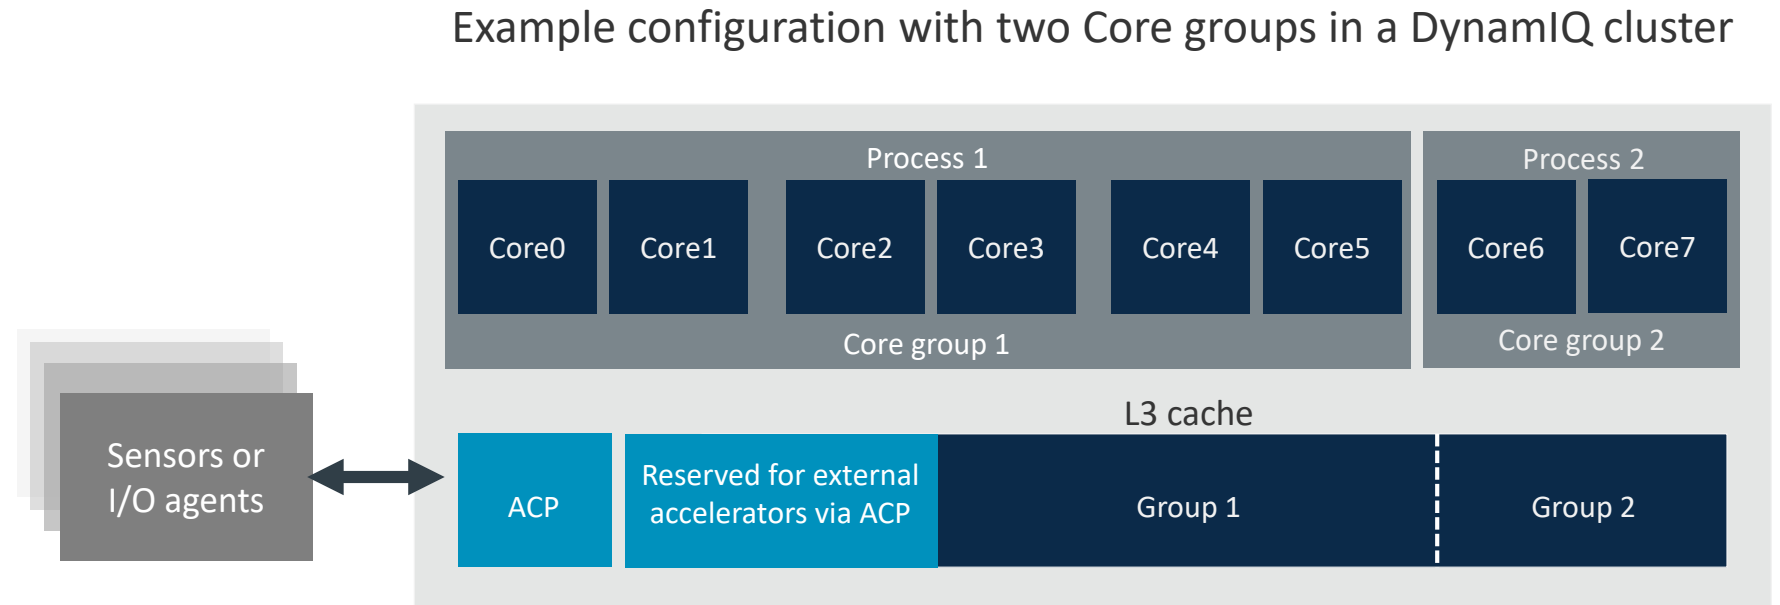 Example configuration with two Core groups in a DynamIQ cluster
Process 1
Process 2
Core0
Core1
Core2
Core3
Core4
Core5
Core6
Core7
Core group 1
Core group 2
L3 cache
Sensors or
I/O agents
ACP
Reserved for external
accelerators via ACP
Group 1
Group 2